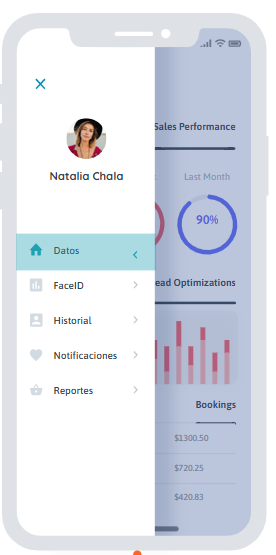 Sales Performance
Natalia Chala
Last Month
90%
Datos
FaceID
Historial
Notificaciones
Reportes
ead Optimizations
Bookings
$1300.50
$720.25
$420.83